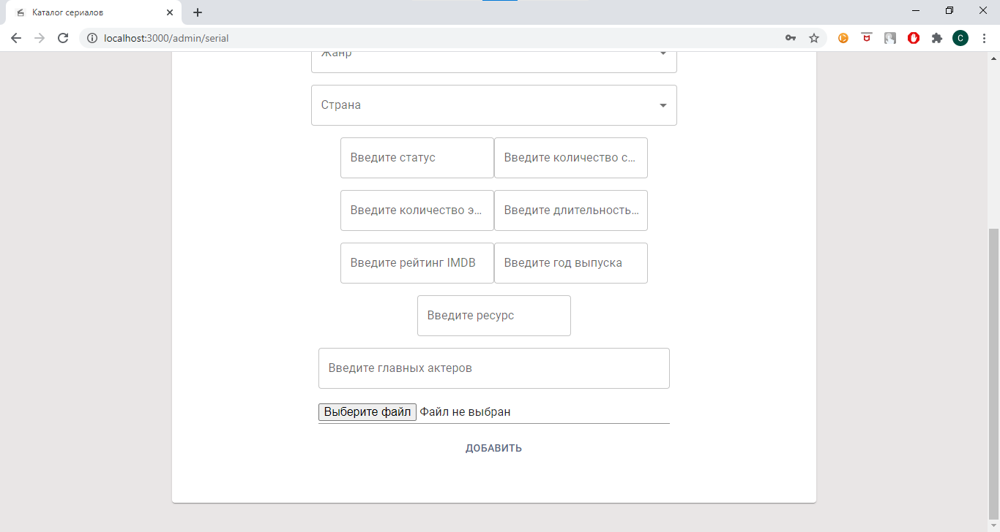 Каталог сериалов
localhost:3000/admin/serial
C
Жанр
Страна
Введите статус
Введите количество с...
Введите количество э...
Введите длительность...
Введите рейтинг IMDB
Введите год выпуска
Введите ресурс
Введите главных актеров
Выберите файл Файл не выбран
ДОБАВИТЬ